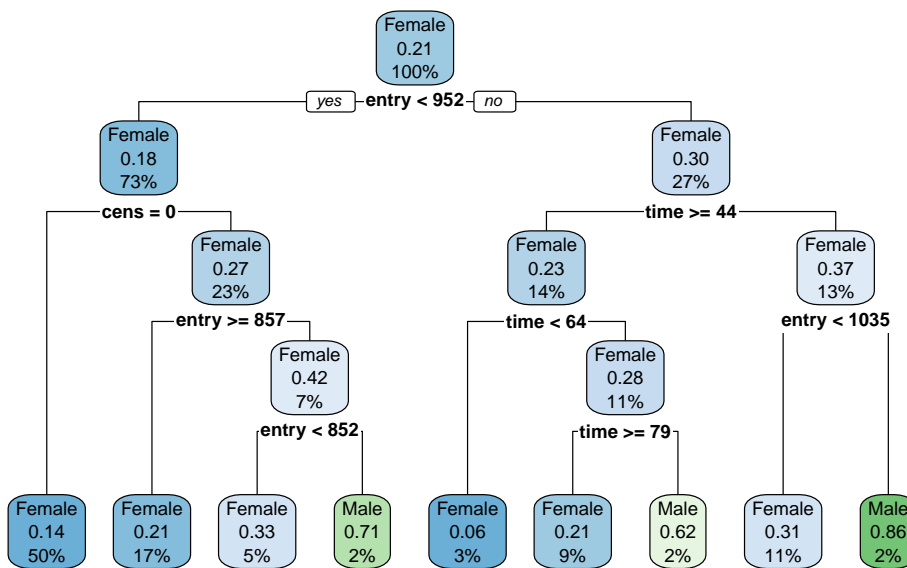 Female
0.21
100%
yes entry < 952 no
Female
0.18
73%
Female
0.30
27%
cens = 0
time >= 44
Female
0.27
23%
Female
0.23
14%
Female
0.37
13%
entry >= 857
time < 64
entry < 1035
Female
0.42
7%
Female
0.28
11%
entry < 852
time >= 79
Female
0.14
50%
Female
0.21
17%
Female
0.33
5%
Male
0.71
2%
Female
0.06
3%
Female
0.21
9%
Male
0.62
2%
Female
0.31
11%
Male
0.86
2%